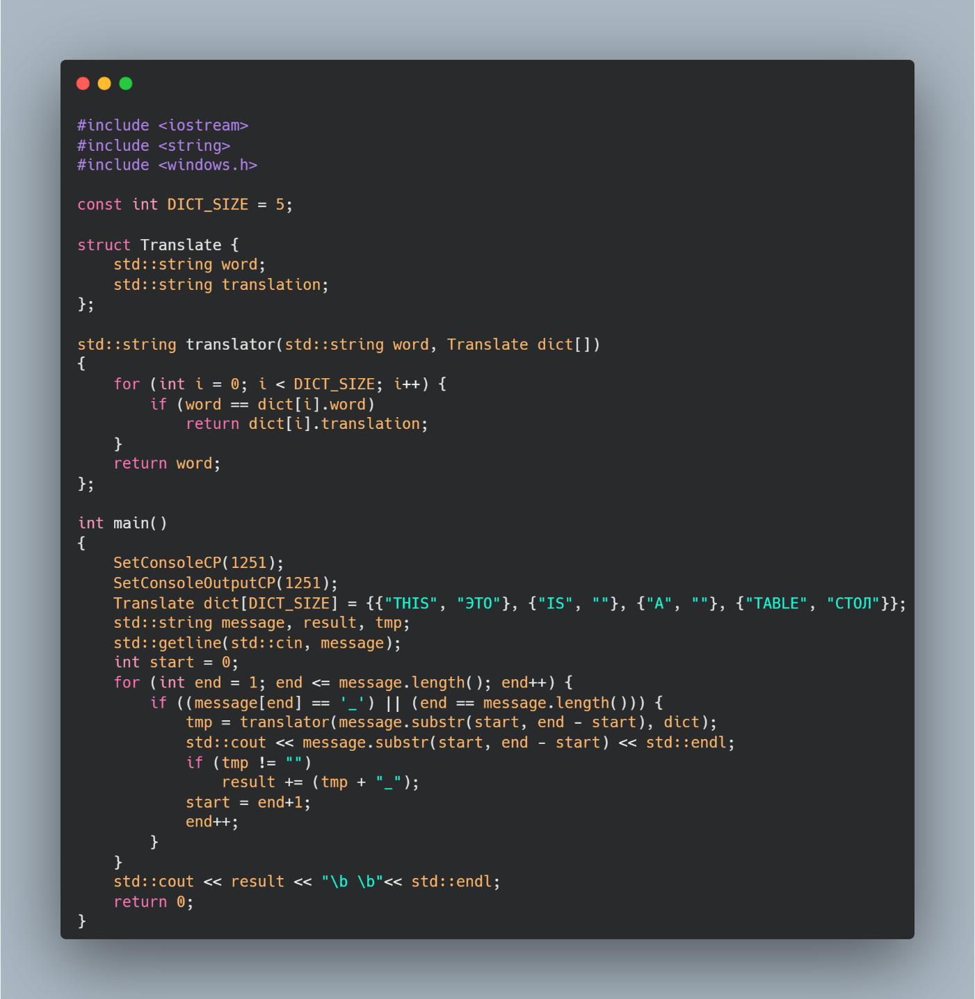 #include <iostream>
#include <string>
#include <windows.h>

const int DICT_SIZE = 5;

struct Translate {
    std::string word;
    std::string translation;
};

std::string translator(std::string word, Translate dict[])
{
    for (int i = 0; i < DICT_SIZE; i++) {
        if (word == dict[i].word)
            return dict[i].translation;
    }
    return word;
};

int main()
{
    SetConsoleCP(1251);
    SetConsoleOutputCP(1251);
    Translate dict[DICT_SIZE] = {{"THIS", "ЭТО"}, {"IS", ""}, {"A", ""}, {"TABLE", "СТОЛ"}};
    std::string message, result, tmp;
    std::getline(std::cin, message);
    int start = 0;
    for (int end = 1; end <= message.length(); end++) {
        if ((message[end] == '_') || (end == message.length())) {
            tmp = translator(message.substr(start, end - start), dict);
            std::cout << message.substr(start, end - start) << std::endl;
            if (tmp != "")
                result += (tmp + "_");
            start = end+1;
            end++;
        }
    }
    std::cout << result << "\b \b"<< std::endl;
    return 0;
}